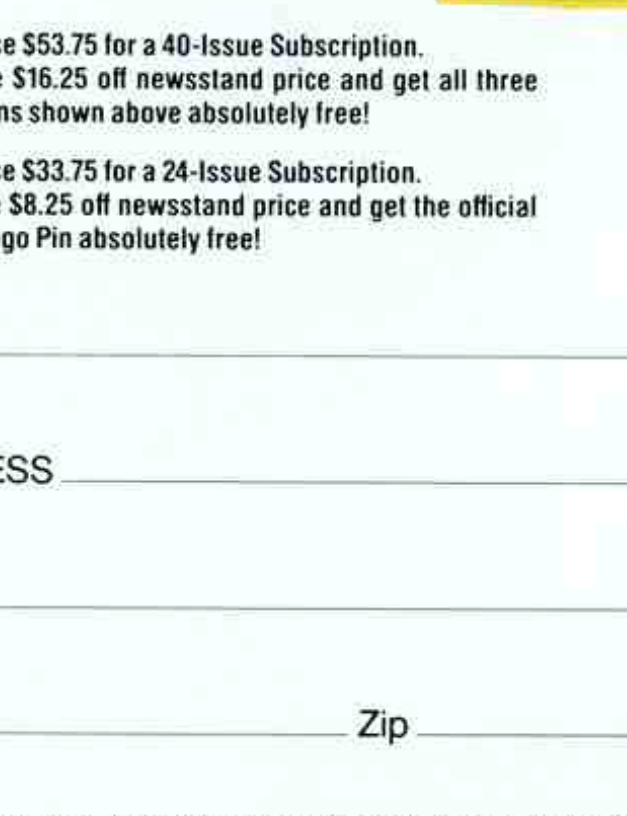 e $53.75 for a 40-Issue Subscription.
$16.25 off newsstand price and get all three
ns shown above absolutely free!
e $33.75 for a 24-Issue Subscription.
$8.25 off newsstand price and get the official
go Pin absolutely free!
ESS
Zip